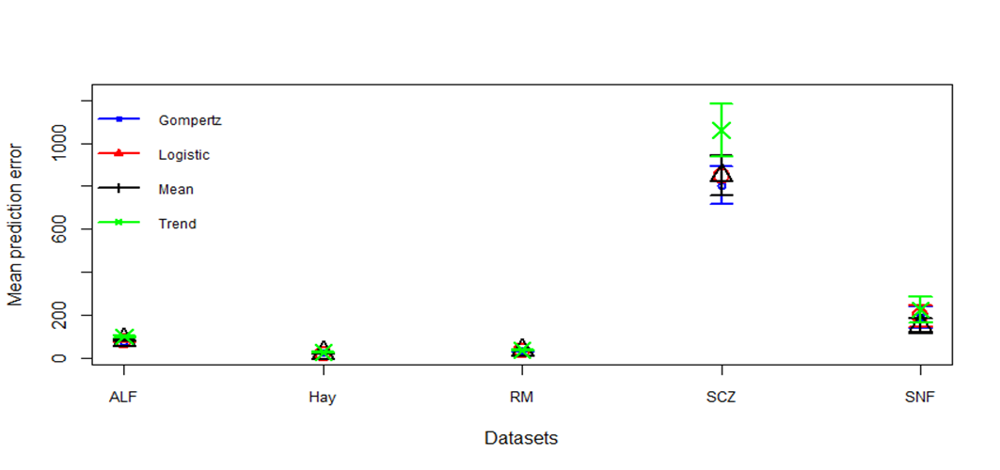 Gompertz
Logistic
Mean
Trend
Mean prediction error
1000
600
200
0
ALF Hay RM SCZ SNF
Datasets